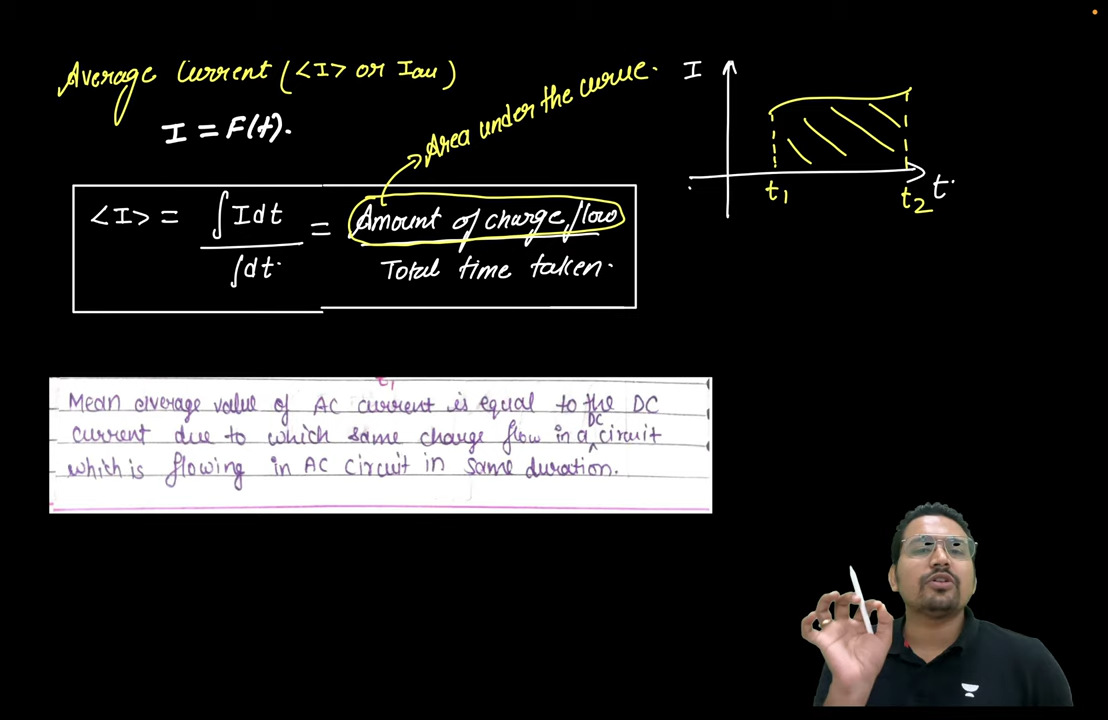 Average Current (<I> or Iav)
I = F(t).
Area under the curve.
<I> = ∫Idt / ∫dt = Amount of charge flow / Total time taken.
I
t1
t2
t.
t1
Mean average value of AC current is equal to the DC
current due to which same charge flow in a DC circuit
which is flowing in AC circuit in same duration.